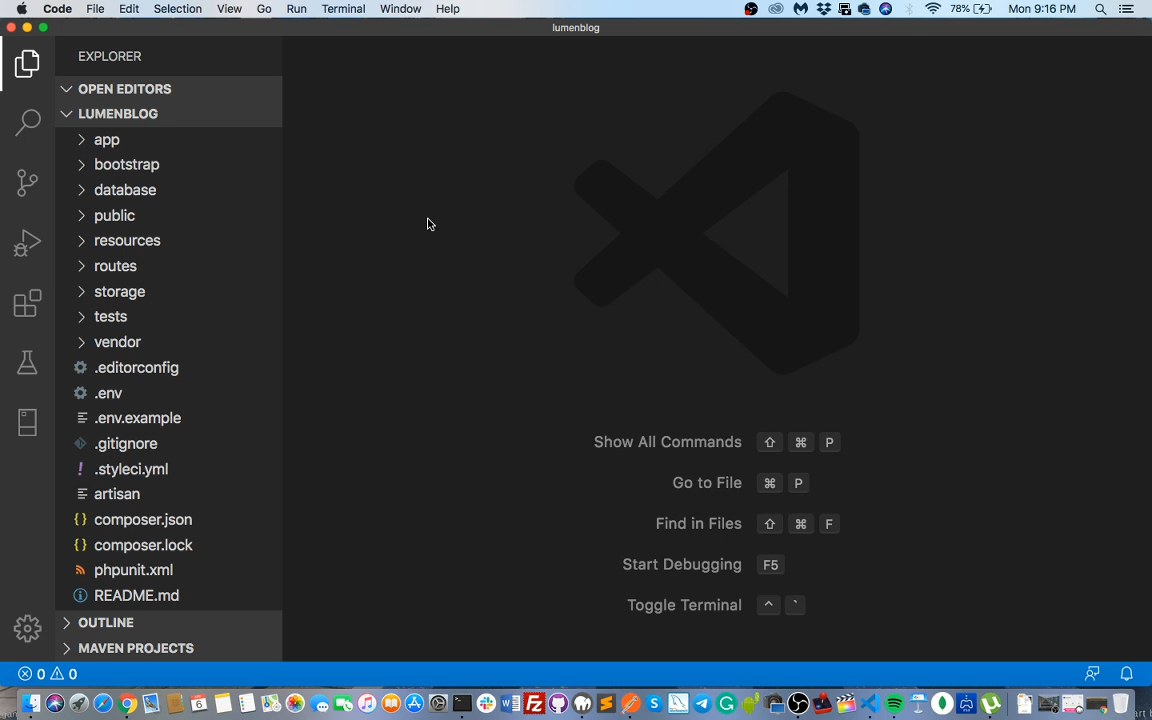 Code File Edit Selection View Go Run Terminal Window Help 78% Mon 9:16 PM
lumenblog
EXPLORER
OPEN EDITORS
LUMENBLOG
app
bootstrap
database
public
resources
routes
storage
tests
vendor
.editorconfig
.env
.env.example
.gitignore
.styleci.yml
artisan
composer.json
composer.lock
phpunit.xml
README.md
OUTLINE
MAVEN PROJECTS
Show All Commands ⇧ ⌘ P
Go to File ⌘ P
Find in Files ⇧ ⌘ F
Start Debugging F5
Toggle Terminal ^ `
0 0